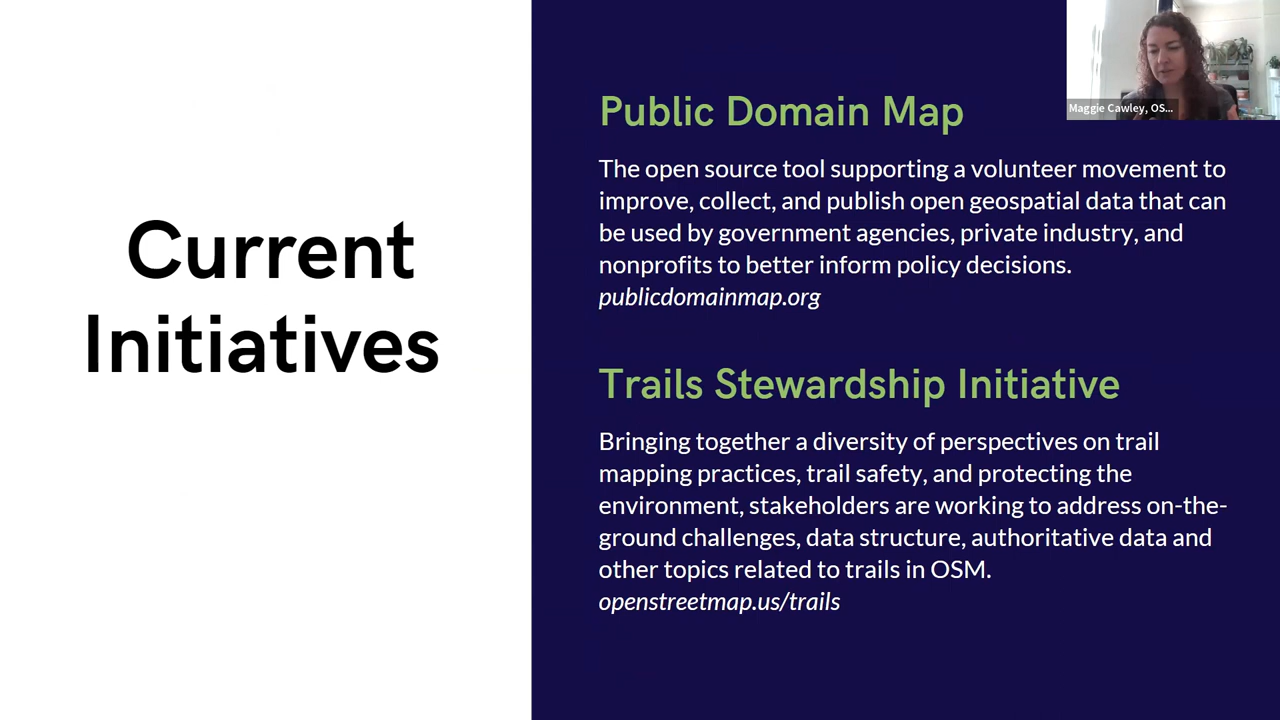 Current
Initiatives
Public Domain Map
The open source tool supporting a volunteer movement to
improve, collect, and publish open geospatial data that can
be used by government agencies, private industry, and
nonprofits to better inform policy decisions.
publicdomainmap.org
Trails Stewardship Initiative
Bringing together a diversity of perspectives on trail
mapping practices, trail safety, and protecting the
environment, stakeholders are working to address on-the-
ground challenges, data structure, authoritative data and
other topics related to trails in OSM.
openstreetmap.us/trails
Maggie Cawley, OS...